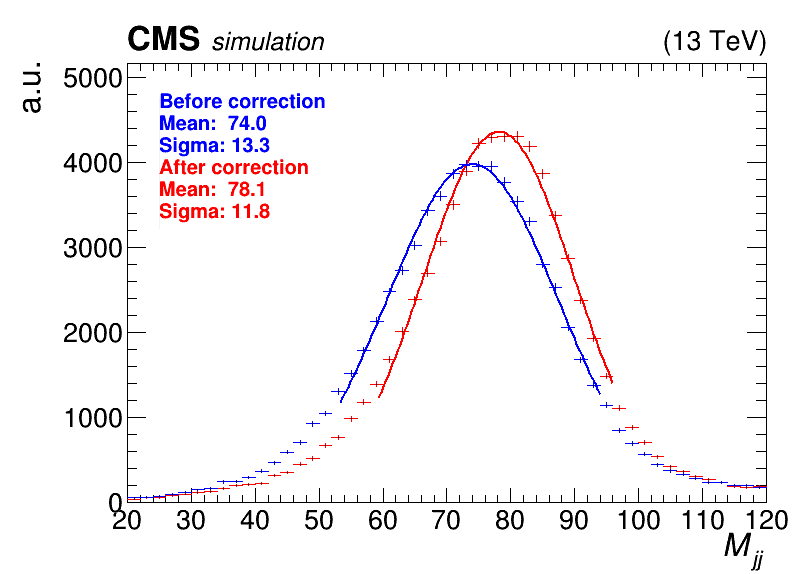 CMS simulation (13 TeV)
a.u.
5000
4000
3000
2000
1000
0
Before correction
Mean: 74.0
Sigma: 13.3
After correction
Mean: 78.1
Sigma: 11.8
20 30 40 50 60 70 80 90 100 110 120
M_jj